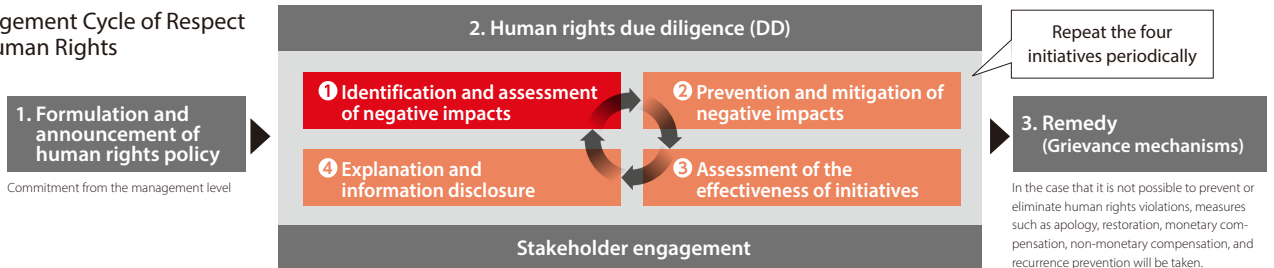 gement Cycle of Respect
uman Rights
1. Formulation and
announcement of
human rights policy
Commitment from the management level
2. Human rights due diligence (DD)
❶ Identification and assessment
of negative impacts
❷ Prevention and mitigation of
negative impacts
❹ Explanation and
information disclosure
❸ Assessment of the
effectiveness of initiatives
Stakeholder engagement
Repeat the four
initiatives periodically
3. Remedy
(Grievance mechanisms)
In the case that it is not possible to prevent or
eliminate human rights violations, measures
such as apology, restoration, monetary com-
pensation, non-monetary compensation, and
recurrence prevention will be taken.